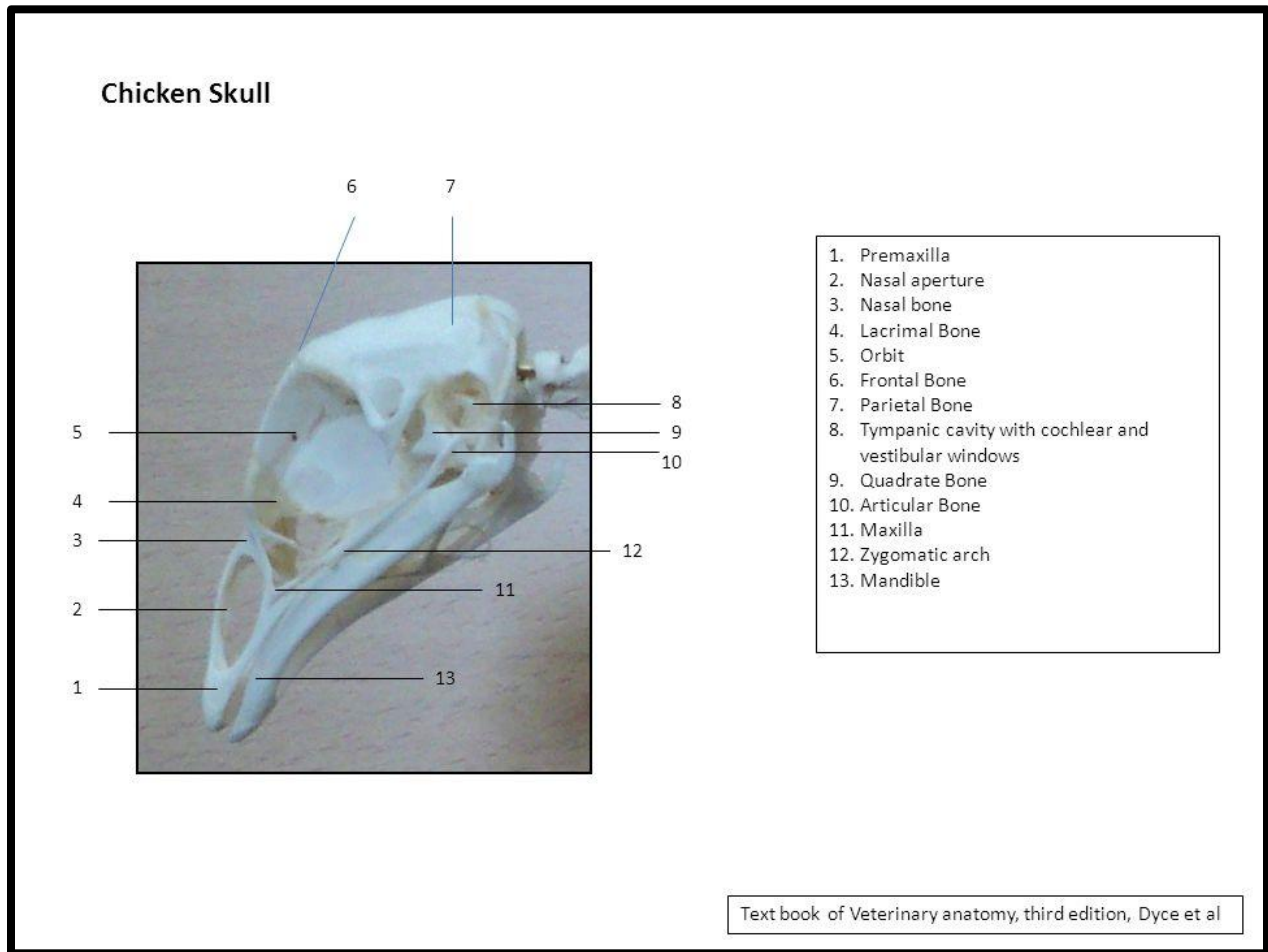 Chicken Skull
6 7
5
4
3
2
1
8
9
10
12
11
13
1. Premaxilla
2. Nasal aperture
3. Nasal bone
4. Lacrimal Bone
5. Orbit
6. Frontal Bone
7. Parietal Bone
8. Tympanic cavity with cochlear and
vestibular windows
9. Quadrate Bone
10. Articular Bone
11. Maxilla
12. Zygomatic arch
13. Mandible
Text book of Veterinary anatomy, third edition, Dyce et al